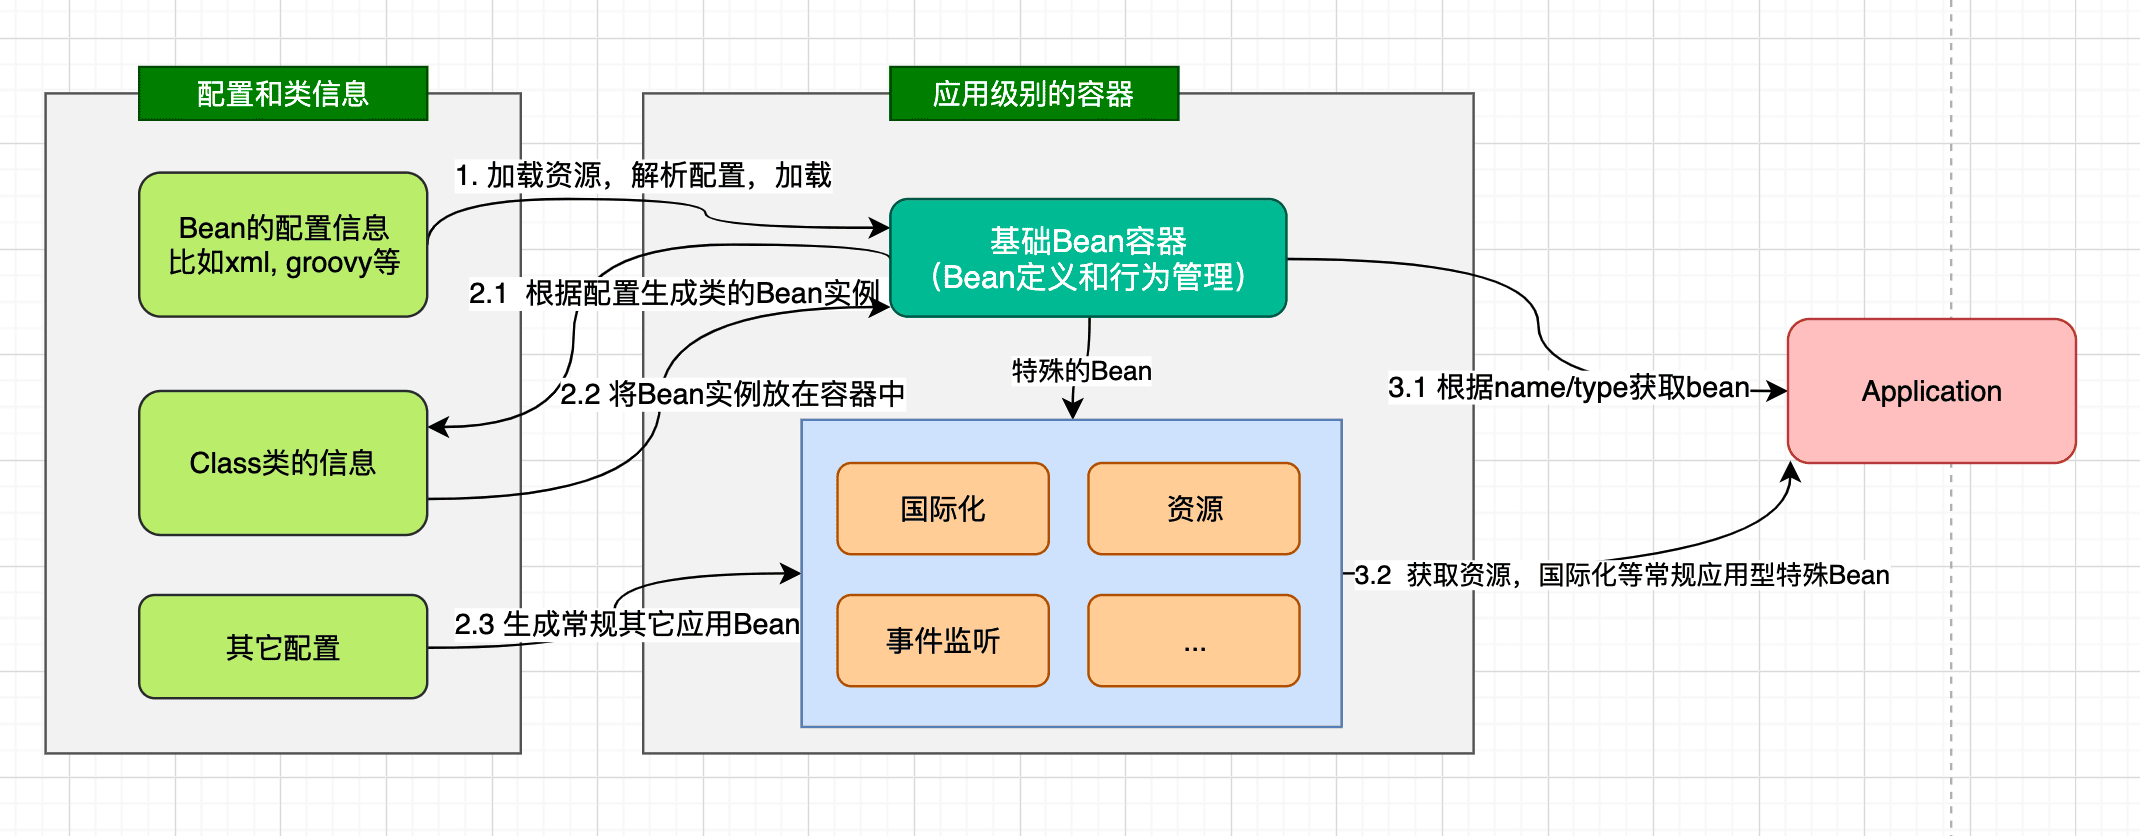 配置和类信息
应用级别的容器
1. 加载资源，解析配置，加载
Bean的配置信息
比如xml, groovy等
基础Bean容器
（Bean定义和行为管理）
2.1 根据配置生成类的Bean实例
特殊的Bean
2.2 将Bean实例放在容器中
3.1 根据name/type获取bean
Application
Class类的信息
国际化
资源
3.2 获取资源，国际化等常规应用型特殊Bean
2.3 生成常规其它应用Bean
其它配置
事件监听
...